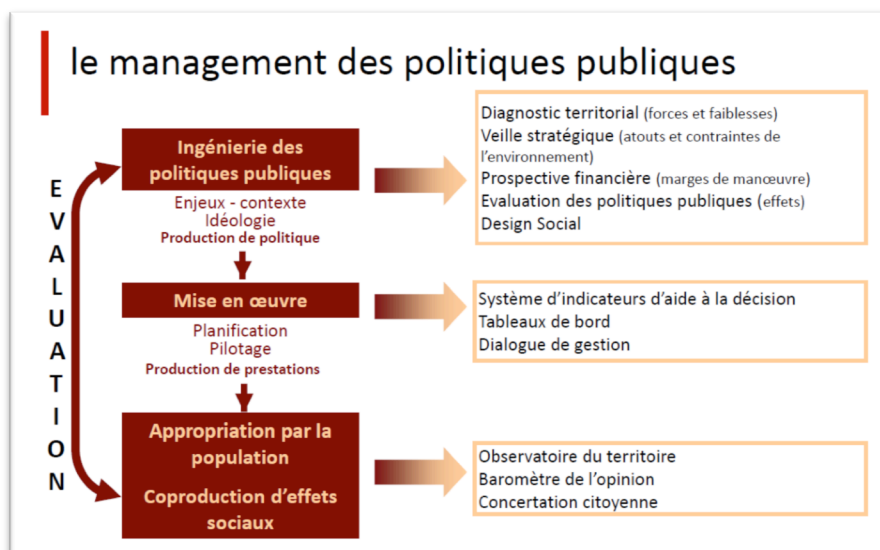 le management des politiques publiques
EVALUATION
Ingénierie des
politiques publiques
Enjeux - contexte
Idéologie
Production de politique
Diagnostic territorial (forces et faiblesses)
Veille stratégique (atouts et contraintes de
l'environnement)
Prospective financière (marges de manœuvre)
Evaluation des politiques publiques (effets)
Design Social
Mise en œuvre
Planification
Pilotage
Production de prestations
Système d'indicateurs d'aide à la décision
Tableaux de bord
Dialogue de gestion
Appropriation par la
population
Coproduction d'effets
sociaux
Observatoire du territoire
Baromètre de l'opinion
Concertation citoyenne